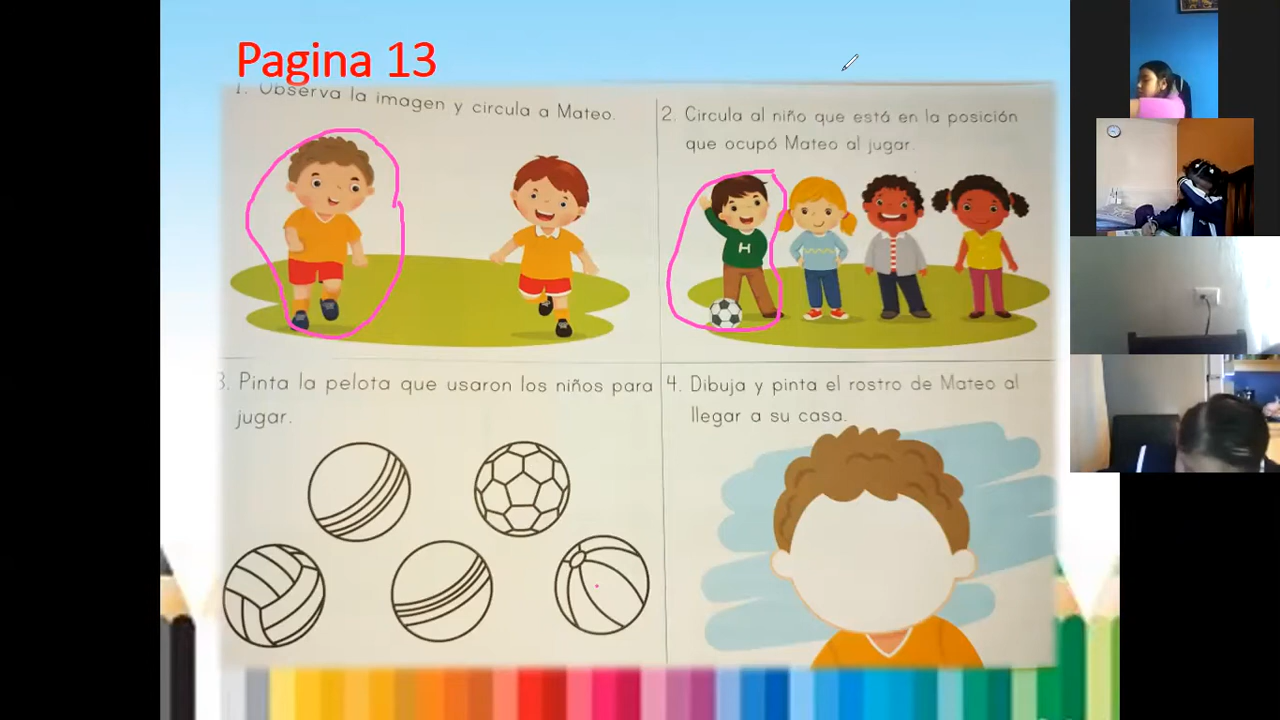 Pagina 13
1. Observa la imagen y circula a Mateo.
2. Circula al niño que está en la posición
que ocupó Mateo al jugar.
H
3. Pinta la pelota que usaron los niños para
jugar.
4. Dibuja y pinta el rostro de Mateo al
llegar a su casa.